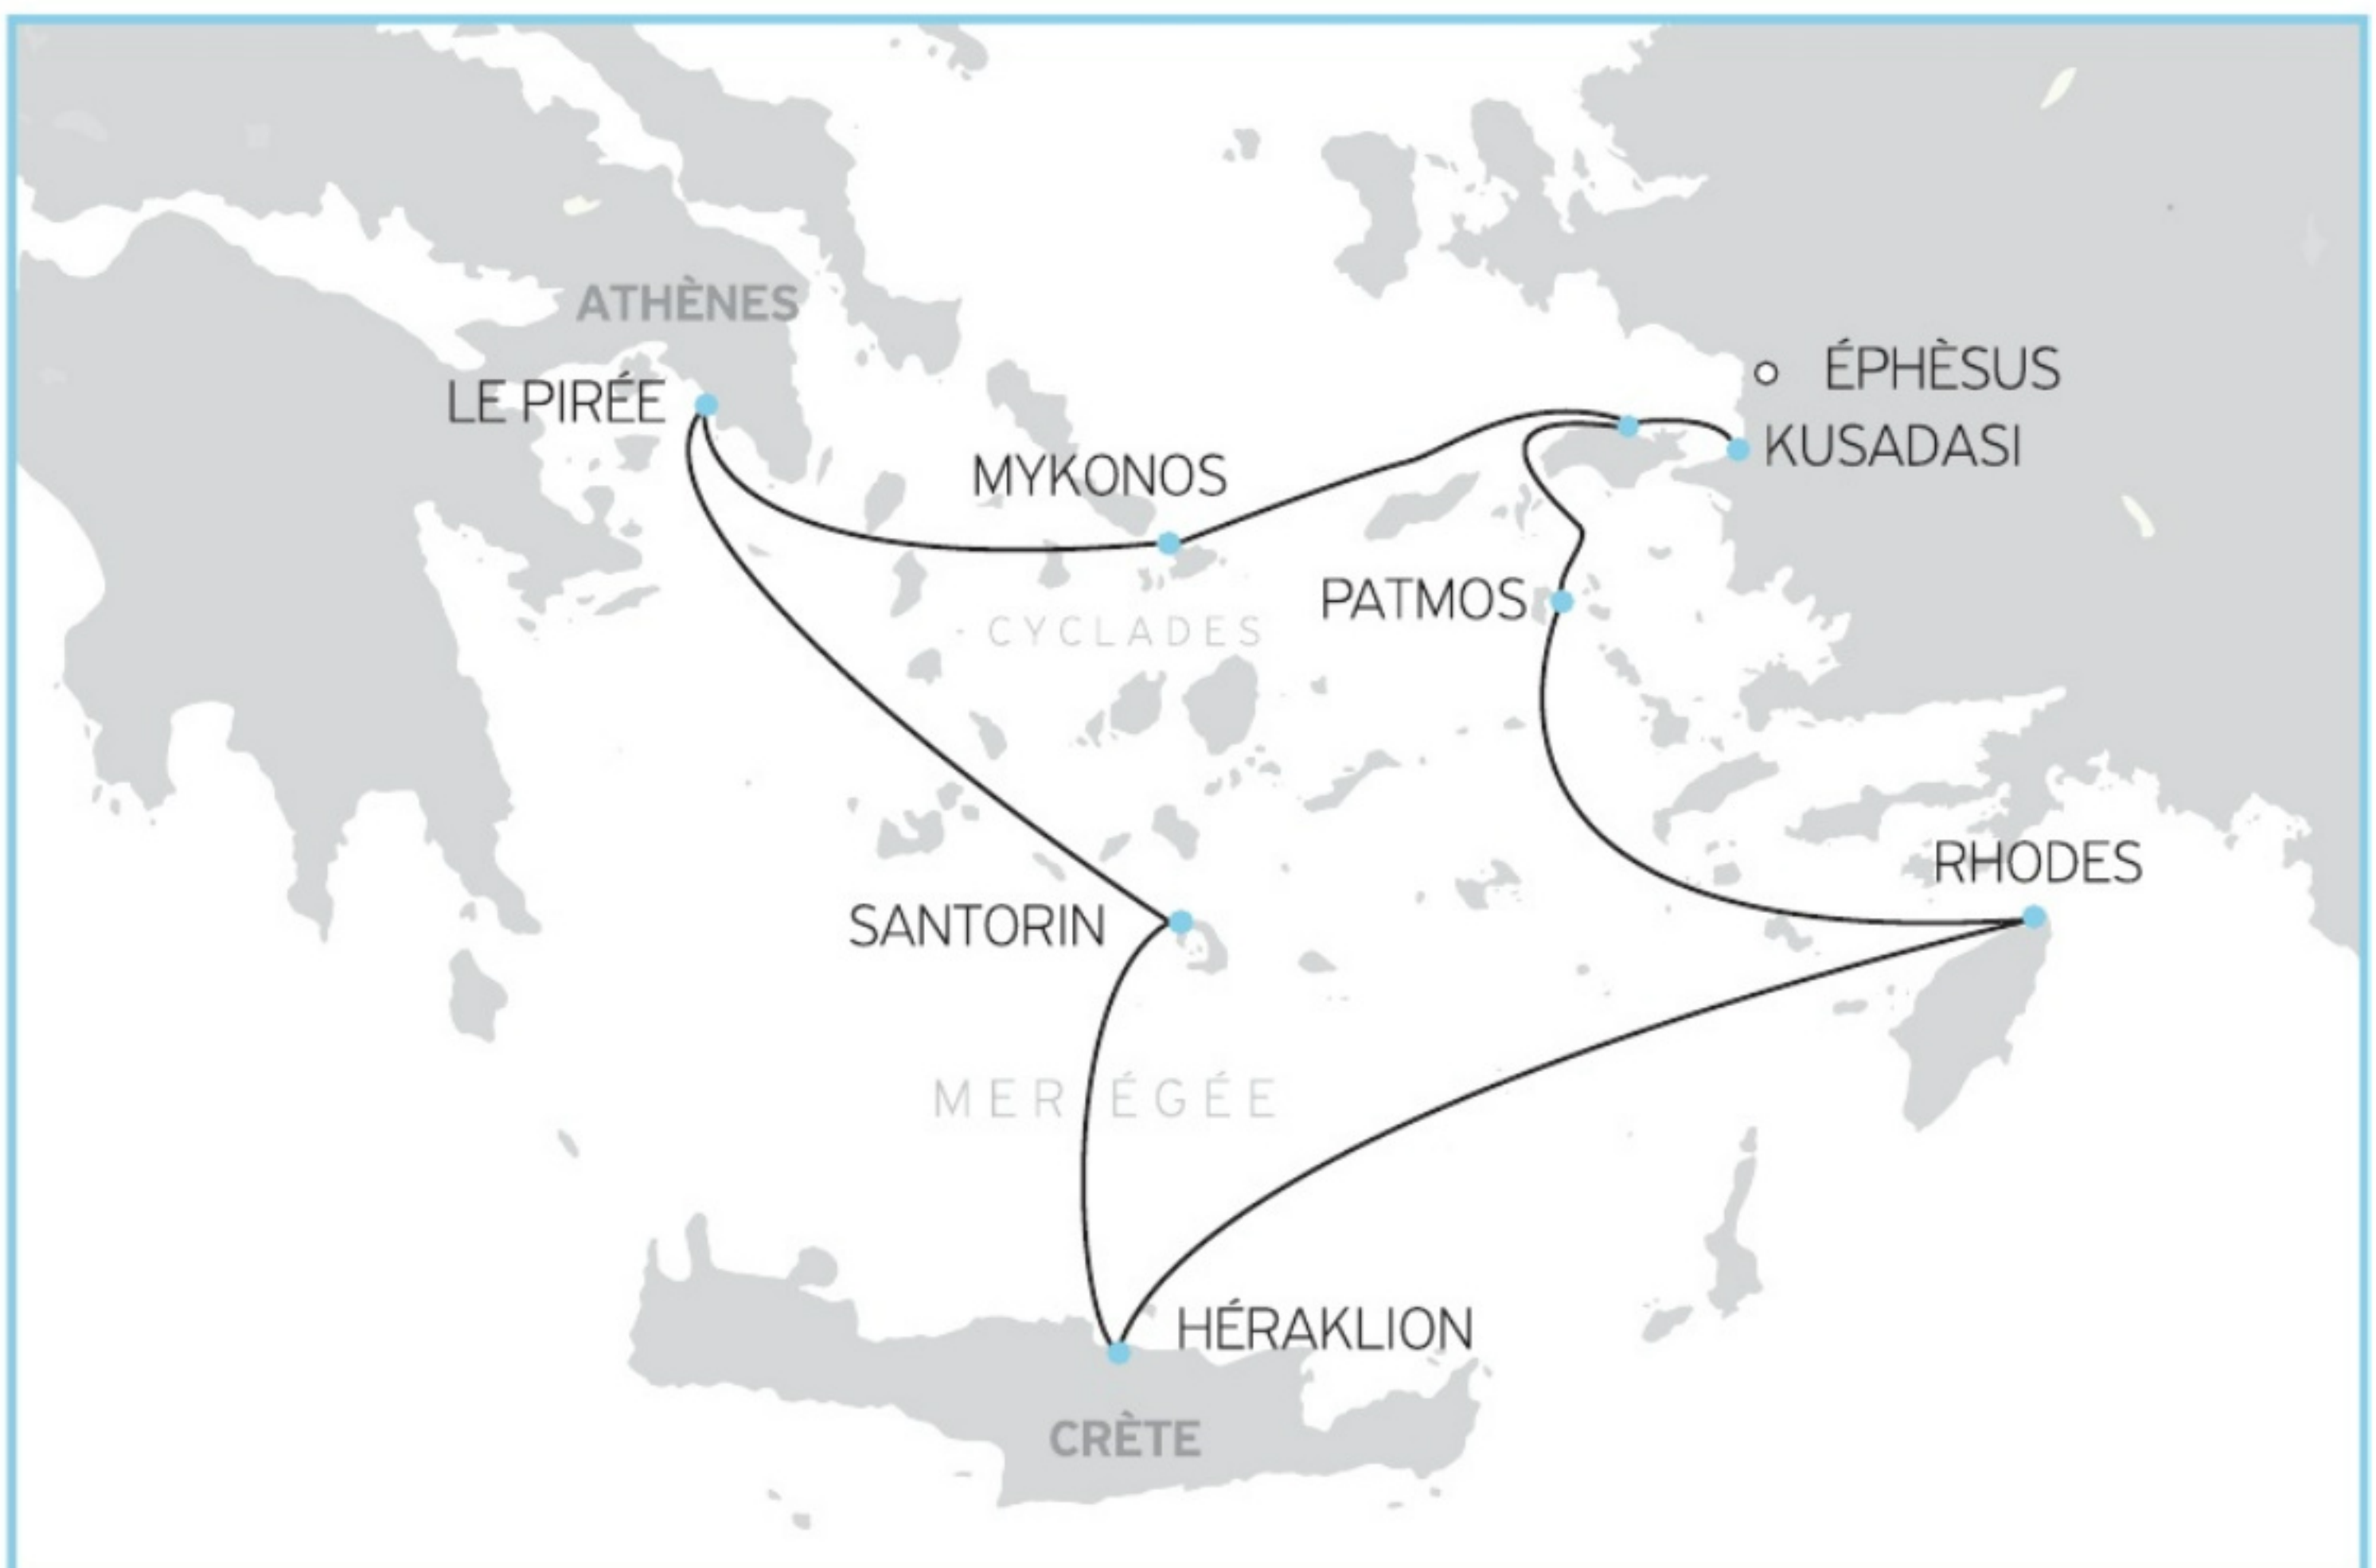 ATHÈNES
LE PIRÉE
ÉPHÈSUS
KUSADASI
MYKONOS
PATMOS
CYCLADES
RHODES
SANTORIN
MER ÉGÉE
HÉRAKLION
CRÈTE